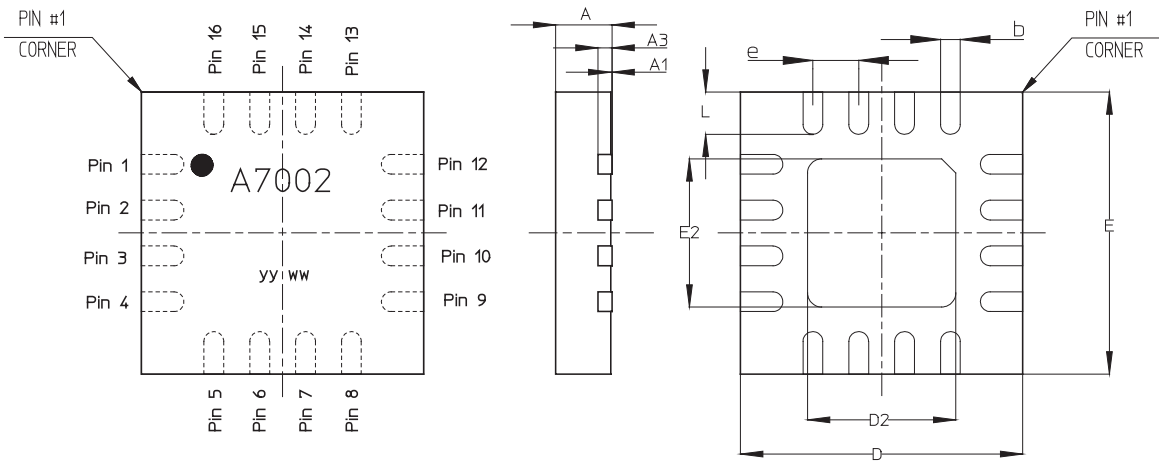 PIN #1
CORNER
Pin 16
Pin 15
Pin 14
Pin 13
Pin 1
Pin 2
Pin 3
Pin 4
A7002
yy ww
Pin 12
Pin 11
Pin 10
Pin 9
Pin 5
Pin 6
Pin 7
Pin 8
A
A3
A1
e
b
PIN #1
CORNER
L
E2
E
D2
D